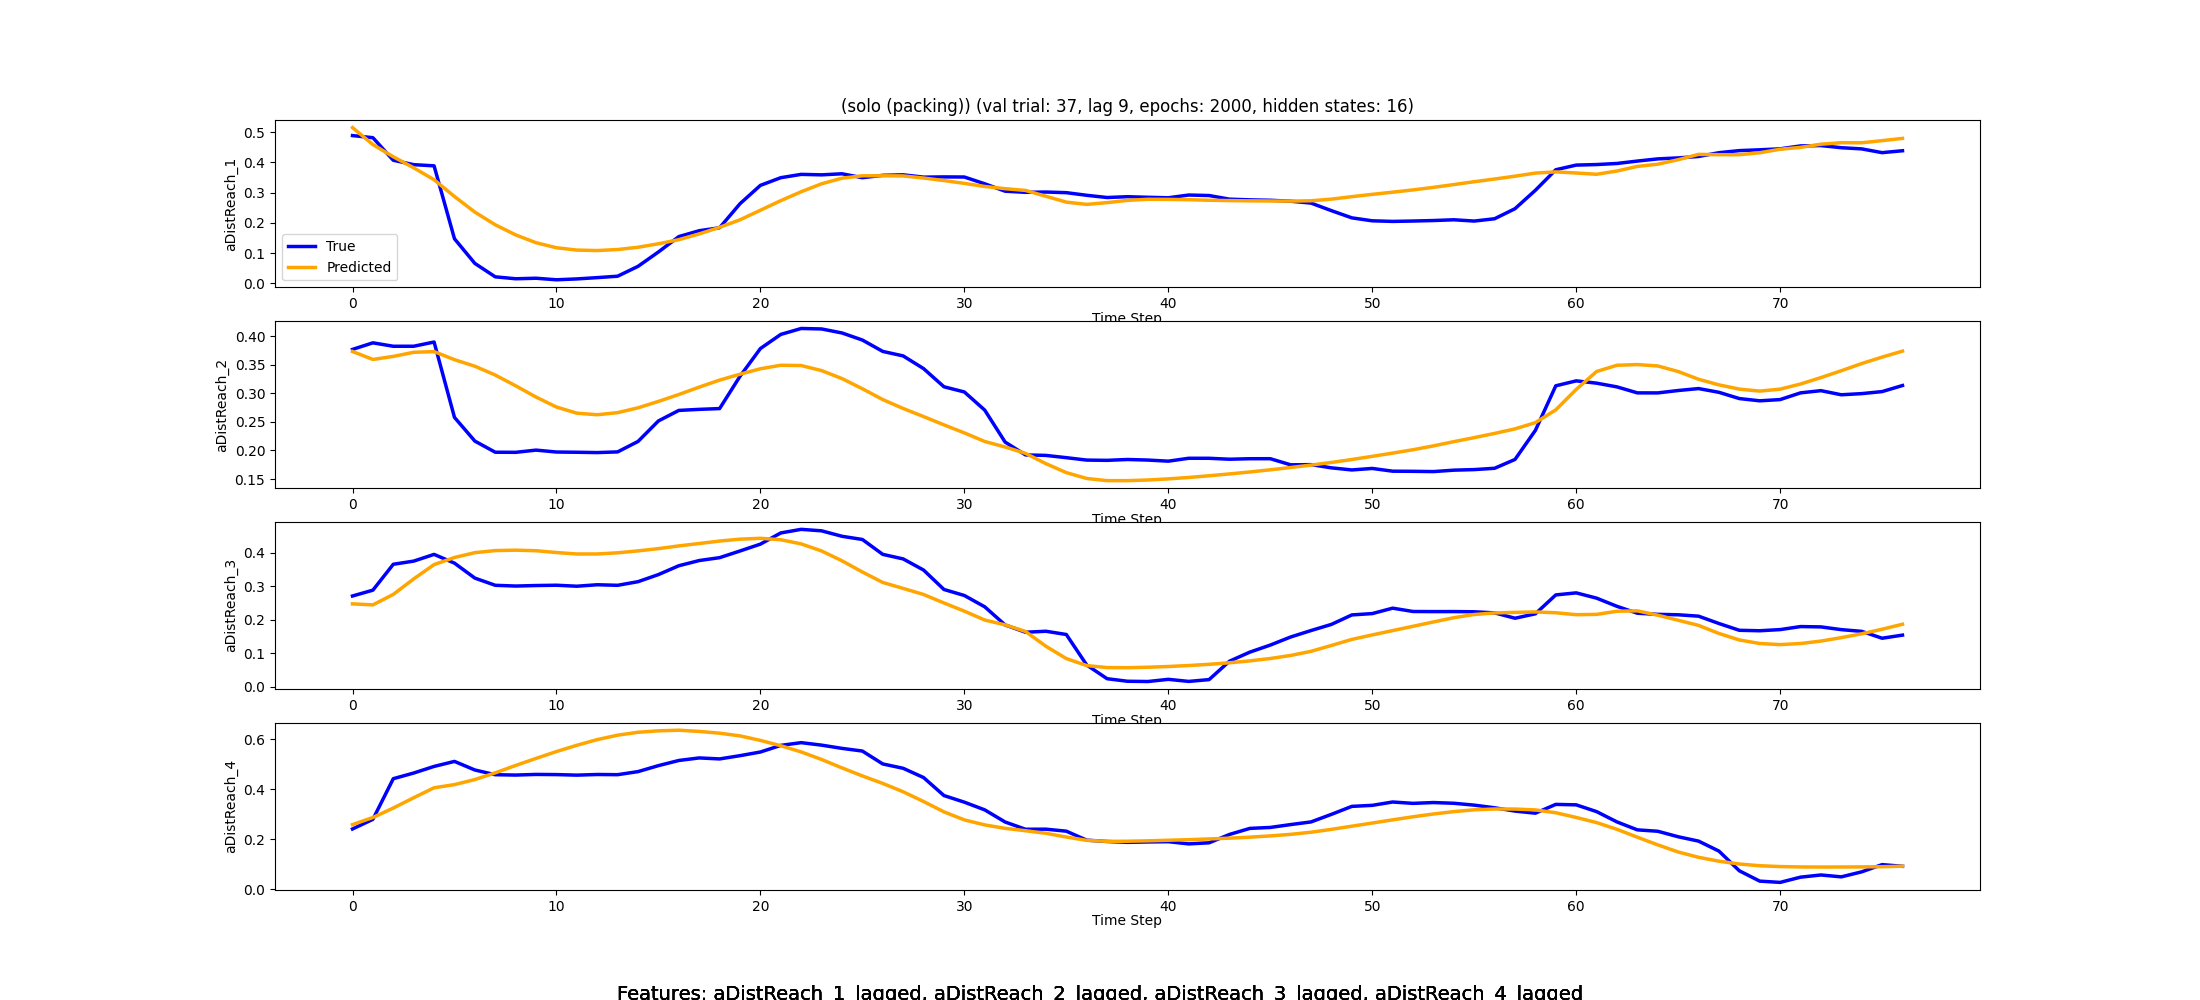 (solo (packing)) (val trial: 37, lag 9, epochs: 2000, hidden states: 16)
aDistReach_1
0.5
0.4
0.3
0.2
0.1
0.0
True
Predicted
0 10 20 30 40 50 60 70
Time Step
aDistReach_2
0.40
0.35
0.30
0.25
0.20
0.15
0 10 20 30 40 50 60 70
Time Step
aDistReach_3
0.4
0.3
0.2
0.1
0.0
0 10 20 30 40 50 60 70
Time Step
aDistReach_4
0.6
0.4
0.2
0.0
0 10 20 30 40 50 60 70
Time Step
Features: aDistReach_1_lagged, aDistReach_2_lagged, aDistReach_3_lagged, aDistReach_4_lagged